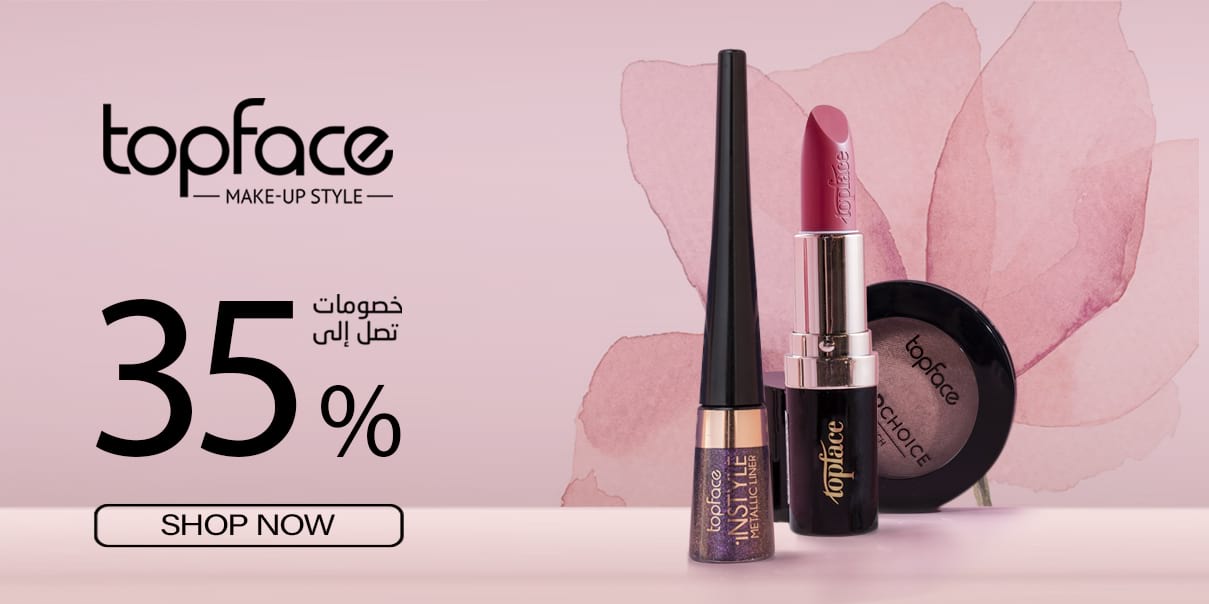 topface
MAKE-UP STYLE
خصومات
تصل إلى
35%
SHOP NOW
topface
INSTYLE
METALLIC LINER
topface
topface
topface
CHOICE